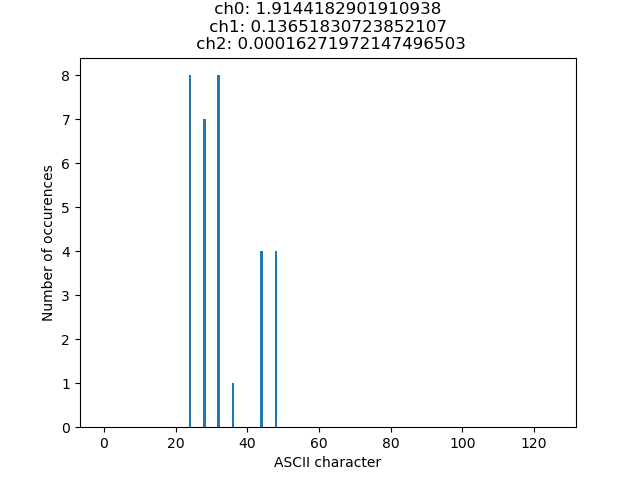 ch0: 1.9144182901910938
ch1: 0.13651830723852107
ch2: 0.00016271972147496503
8
7
6
5
4
3
2
1
0
Number of occurences
0 20 40 60 80 100 120
ASCII character